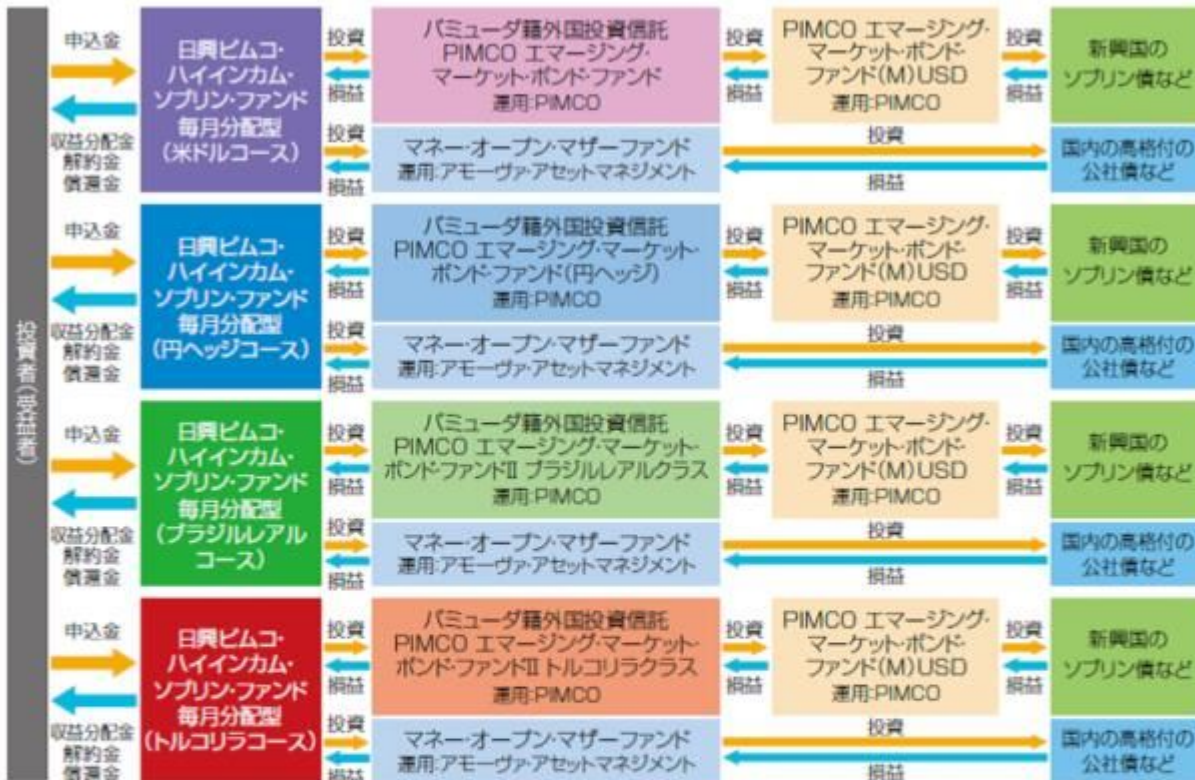 投資者(受益者)
申込金
収益分配金
解約金
償還金
日興ピムコ・
ハイインカム・
ソブリン・ファンド
毎月分配型
(米ドルコース)
投資
損益
投資
損益
バミューダ籍外国投資信託
PIMCO エマージング・
マーケット・ボンド・ファンド
運用:PIMCO
マネー・オープン・マザーファンド
運用:アモーヴァ・アセットマネジメント
投資
損益
PIMCO エマージング・
マーケット・ボンド・
ファンド(M)USD
運用:PIMCO
投資
損益
投資
損益
新興国の
ソブリン債など
国内の高格付の
公社債など
申込金
収益分配金
解約金
償還金
日興ピムコ・
ハイインカム・
ソブリン・ファンド
毎月分配型
(円ヘッジコース)
投資
損益
投資
損益
バミューダ籍外国投資信託
PIMCO エマージング・マーケット・
ボンド・ファンド(円ヘッジ)
運用:PIMCO
マネー・オープン・マザーファンド
運用:アモーヴァ・アセットマネジメント
投資
損益
PIMCO エマージング・
マーケット・ボンド・
ファンド(M)USD
運用:PIMCO
投資
損益
投資
損益
新興国の
ソブリン債など
国内の高格付の
公社債など
申込金
収益分配金
解約金
償還金
日興ピムコ・
ハイインカム・
ソブリン・ファンド
毎月分配型
(ブラジルレアル
コース)
投資
損益
投資
損益
バミューダ籍外国投資信託
PIMCO エマージング・マーケット・
ボンド・ファンドII ブラジルレアルクラス
運用:PIMCO
マネー・オープン・マザーファンド
運用:アモーヴァ・アセットマネジメント
投資
損益
PIMCO エマージング・
マーケット・ボンド・
ファンド(M)USD
運用:PIMCO
投資
損益
投資
損益
新興国の
ソブリン債など
国内の高格付の
公社債など
申込金
収益分配金
解約金
償還金
日興ピムコ・
ハイインカム・
ソブリン・ファンド
毎月分配型
(トルコリラコース)
投資
損益
投資
損益
バミューダ籍外国投資信託
PIMCO エマージング・マーケット・
ボンド・ファンドII トルコリラクラス
運用:PIMCO
マネー・オープン・マザーファンド
運用:アモーヴァ・アセットマネジメント
投資
損益
PIMCO エマージング・
マーケット・ボンド・
ファンド(M)USD
運用:PIMCO
投資
損益
投資
損益
新興国の
ソブリン債など
国内の高格付の
公社債など